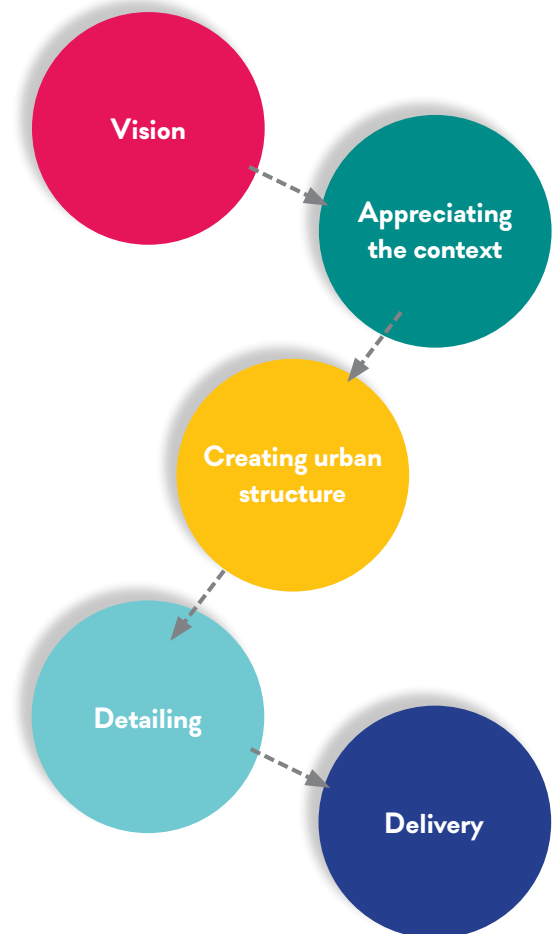 Vision
Appreciating
the context
Creating urban
structure
Detailing
Delivery